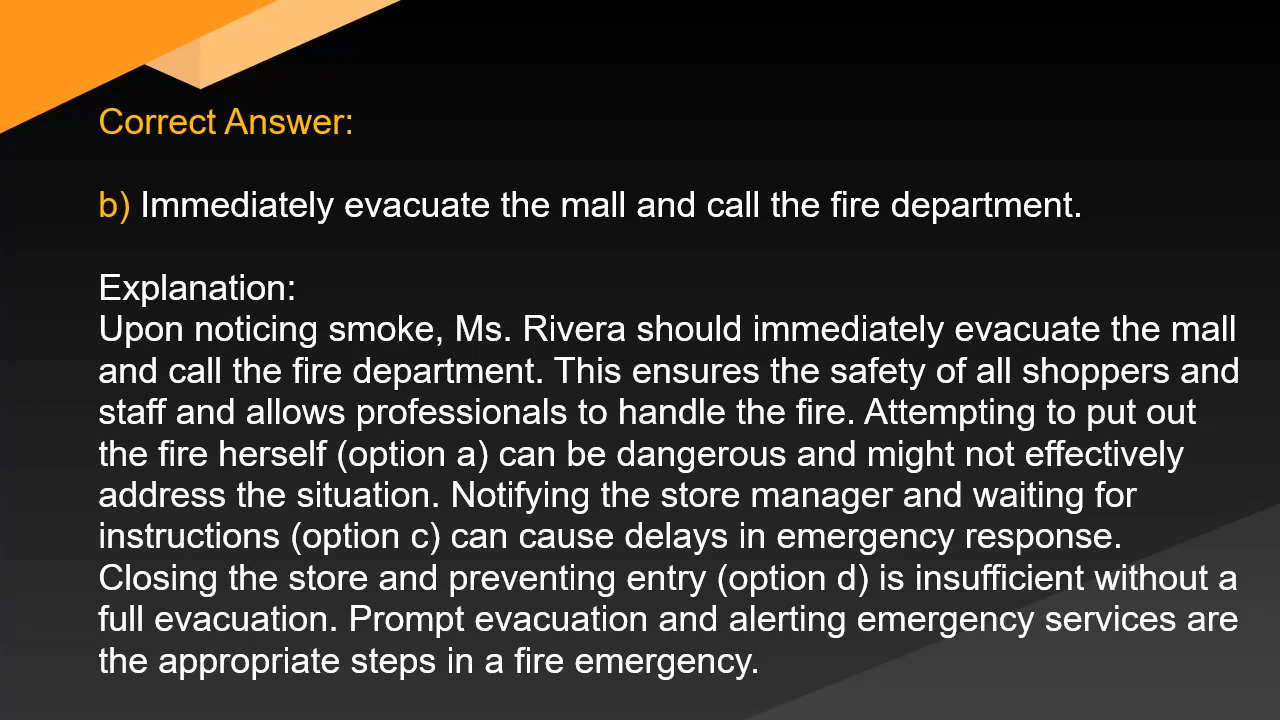 Correct Answer:
b) Immediately evacuate the mall and call the fire department.
Explanation:
Upon noticing smoke, Ms. Rivera should immediately evacuate the mall
and call the fire department. This ensures the safety of all shoppers and
staff and allows professionals to handle the fire. Attempting to put out
the fire herself (option a) can be dangerous and might not effectively
address the situation. Notifying the store manager and waiting for
instructions (option c) can cause delays in emergency response.
Closing the store and preventing entry (option d) is insufficient without a
full evacuation. Prompt evacuation and alerting emergency services are
the appropriate steps in a fire emergency.